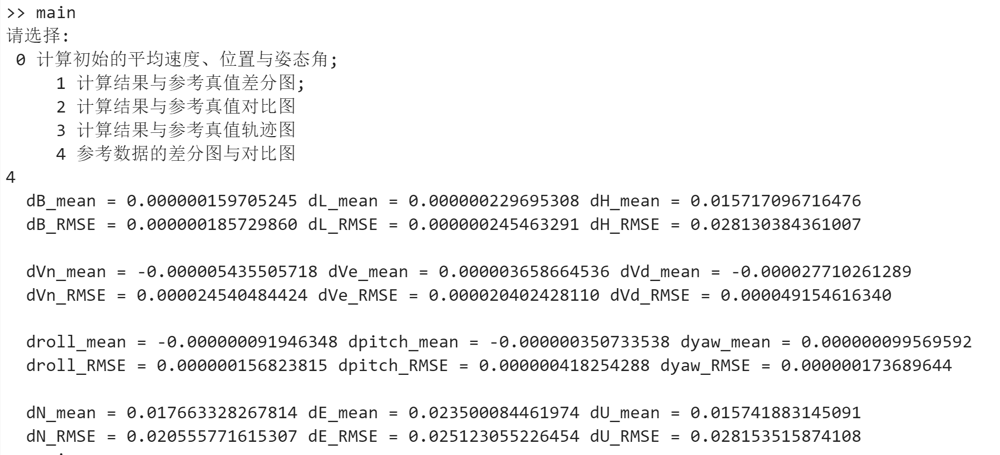 >> main
请选择:
0 计算初始的平均速度、位置与姿态角;
1 计算结果与参考真值差分图;
2 计算结果与参考真值对比图
3 计算结果与参考真值轨迹图
4 参考数据的差分图与对比图
4
dB_mean = 0.000000159705245 dL_mean = 0.000000229695308 dH_mean = 0.015717096716476
dB_RMSE = 0.000000185729860 dL_RMSE = 0.000000245463291 dH_RMSE = 0.028130384361007
dVn_mean = -0.000005435505718 dVe_mean = 0.000003658664536 dVd_mean = -0.000027710261289
dVn_RMSE = 0.000024540484424 dVe_RMSE = 0.000020402428110 dVd_RMSE = 0.000049154616340
droll_mean = -0.000000091946348 dpitch_mean = -0.000000350733538 dyaw_mean = 0.000000099569592
droll_RMSE = 0.000000156823815 dpitch_RMSE = 0.000000418254288 dyaw_RMSE = 0.000000173689644
dN_mean = 0.017663328267814 dE_mean = 0.023500084461974 dU_mean = 0.015741883145091
dN_RMSE = 0.020555771615307 dE_RMSE = 0.025123055226454 dU_RMSE = 0.028153515874108